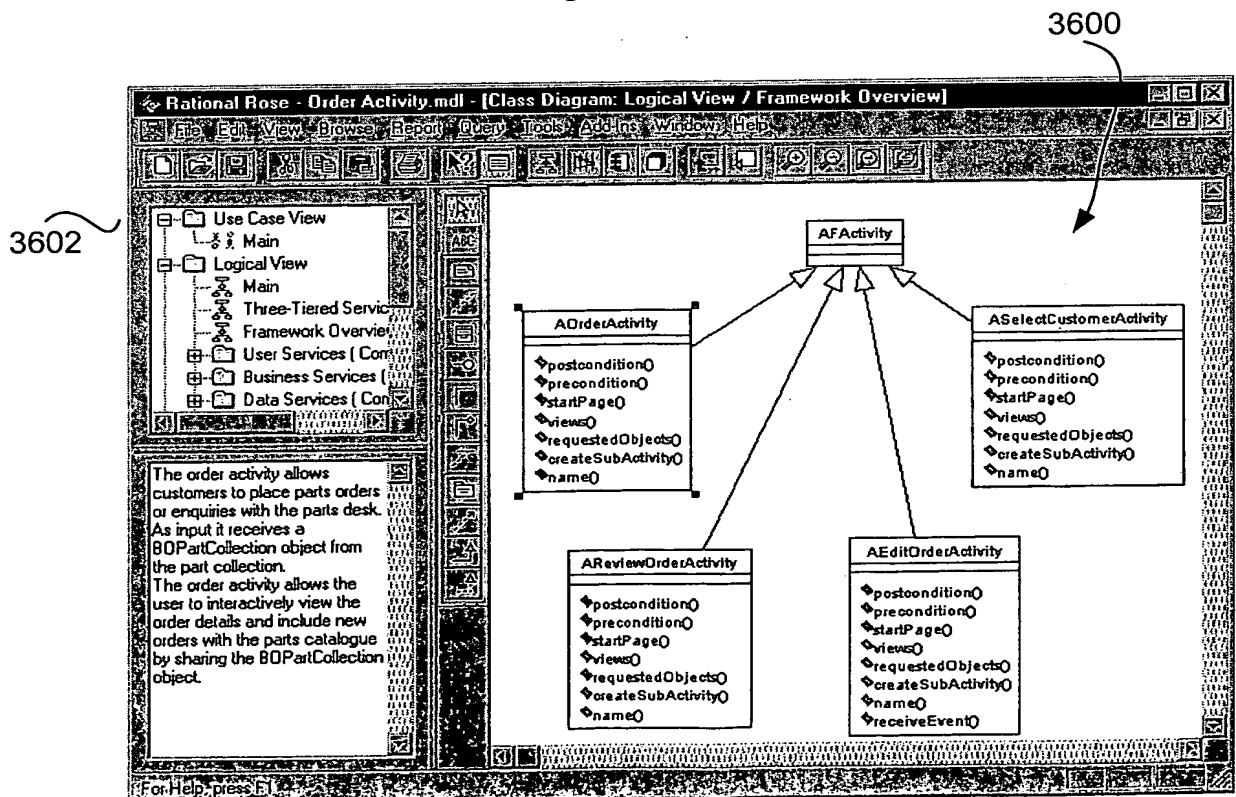 3600
Rational Rose - Order Activity.mdl - [Class Diagram: Logical View / Framework Overview]
File Edit View Browse Report Query Tools Add-Ins Window Help
3602
Use Case View
Main
Logical View
Main
Three-Tiered Servic
Framework Overvie
User Services ( Com
Business Services (
Data Services ( Con
The order activity allows
customers to place parts orders
or enquiries with the parts desk.
As input it receives a
BOPartCollection object from
the part collection.
The order activity allows the
user to interactively view the
order details and include new
orders with the parts catalogue
by sharing the BOPartCollection
object.
ABC
AFActivity
AOrderActivity
postcondition()
precondition()
startPage()
views()
requestedObjects()
createSubActivity()
name()
ASelectCustomerActivity
postcondition()
precondition()
startPage()
views()
requestedObjects()
createSubActivity()
name()
AReviewOrderActivity
postcondition()
precondition()
startPage()
views()
requestedObjects()
createSubActivity()
name()
AEditOrderActivity
postcondition()
precondition()
startPage()
views()
requestedObjects()
createSubActivity()
name()
receiveEvent()
For Help, press F1